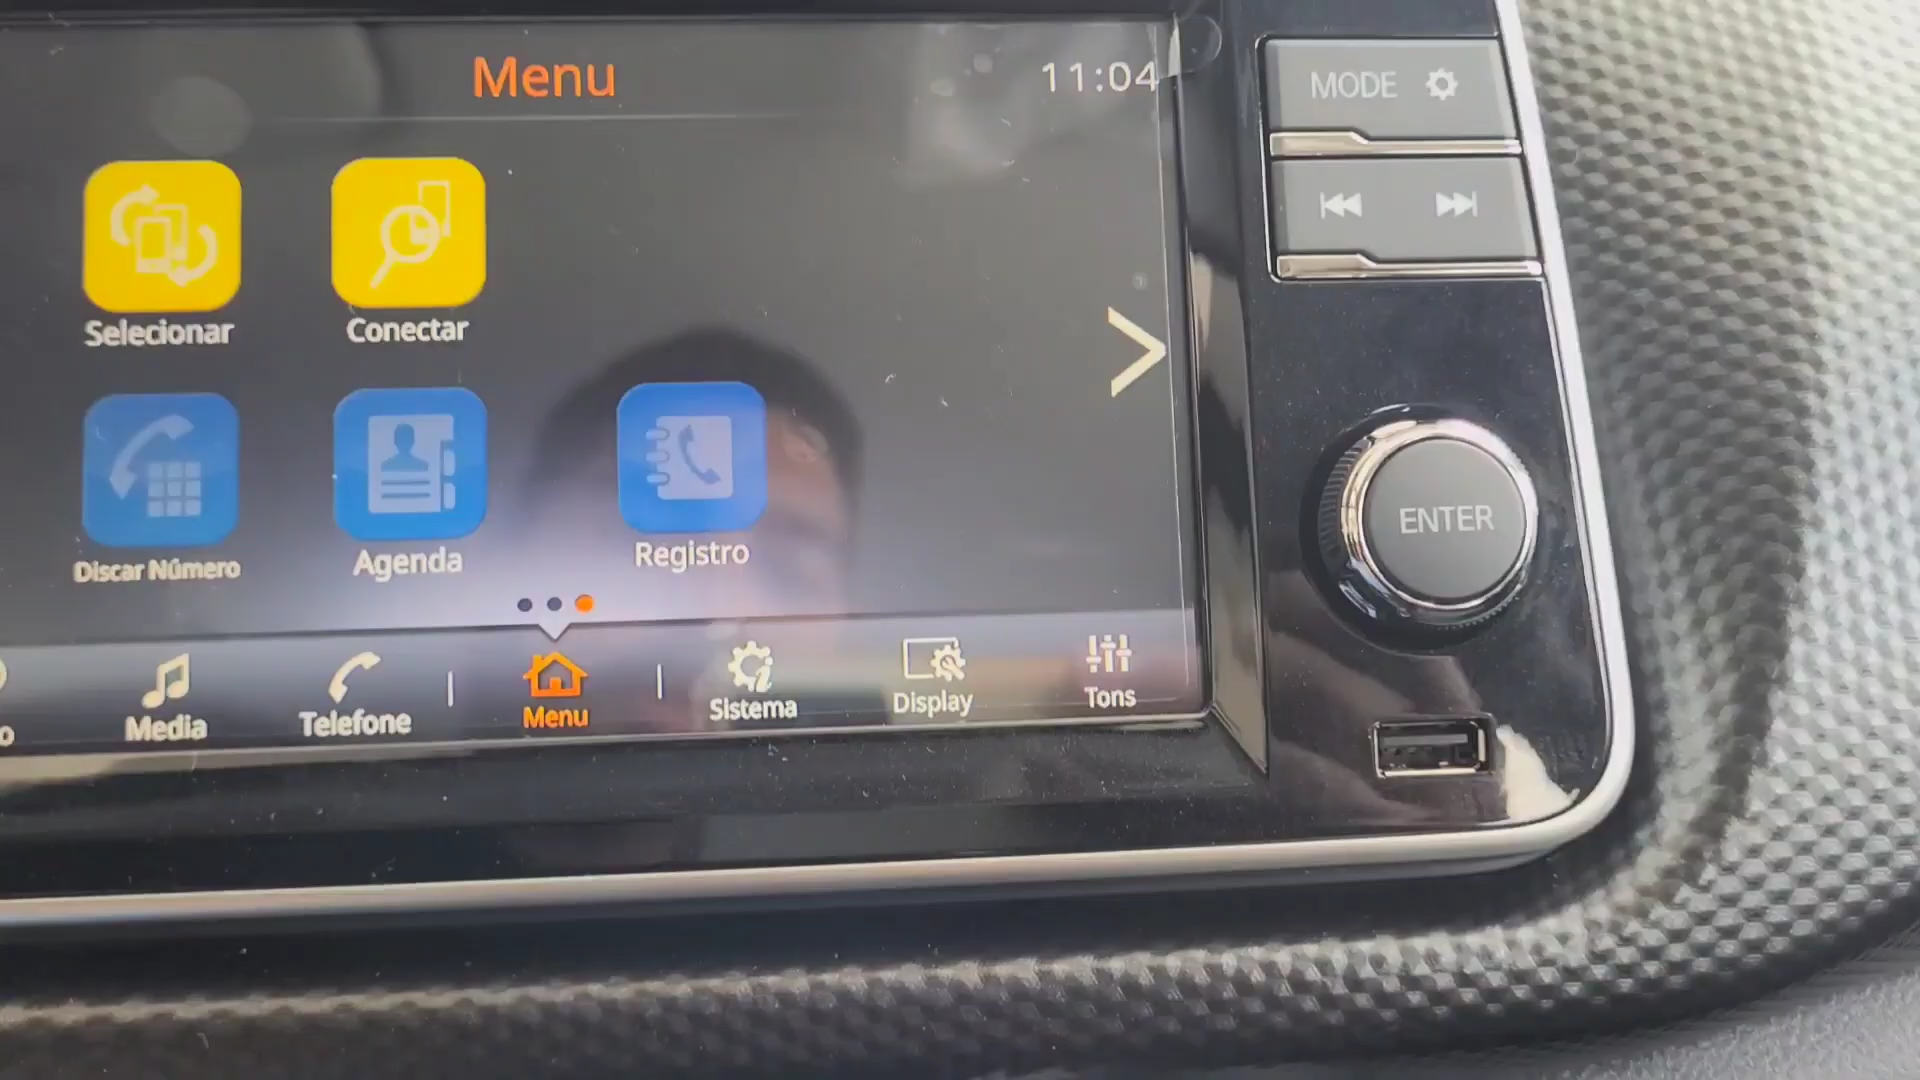 Menu
11:04
MODE
Selecionar
Conectar
Discar Número
Agenda
Registro
ENTER
o
Media
Telefone
Menu
Sistema
Display
Tons